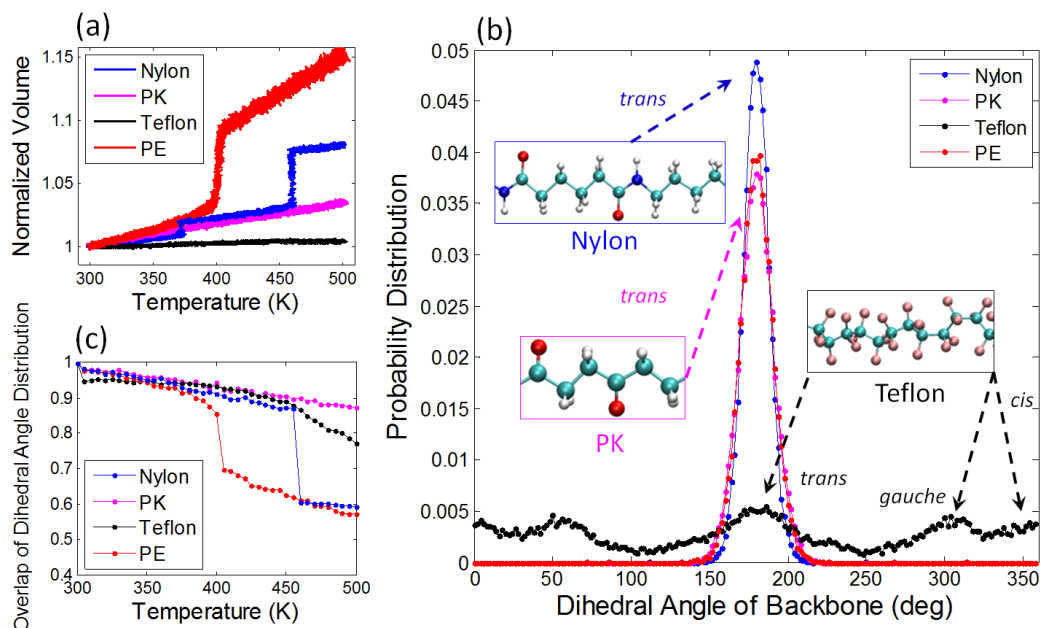 (a)
Normalized Volume
1.15
1.1
1.05
1
Nylon
PK
Teflon
PE
300
400
500
Temperature (K)
(b)
Probability Distribution
0.05
0.045
0.04
0.035
0.03
0.025
0.02
0.015
0.01
0.005
0
trans
Nylon
trans
PK
Nylon
PK
Teflon
PE
Teflon
trans
gauche
cis
0
50
100
150
200
250
300
350
Dihedral Angle of Backbone (deg)
(c)
Overlap of Dihedral Angle Distribution
1
0.9
0.8
0.7
0.6
0.5
0.4
Nylon
PK
Teflon
PE
300
350
400
450
500
Temperature (K)